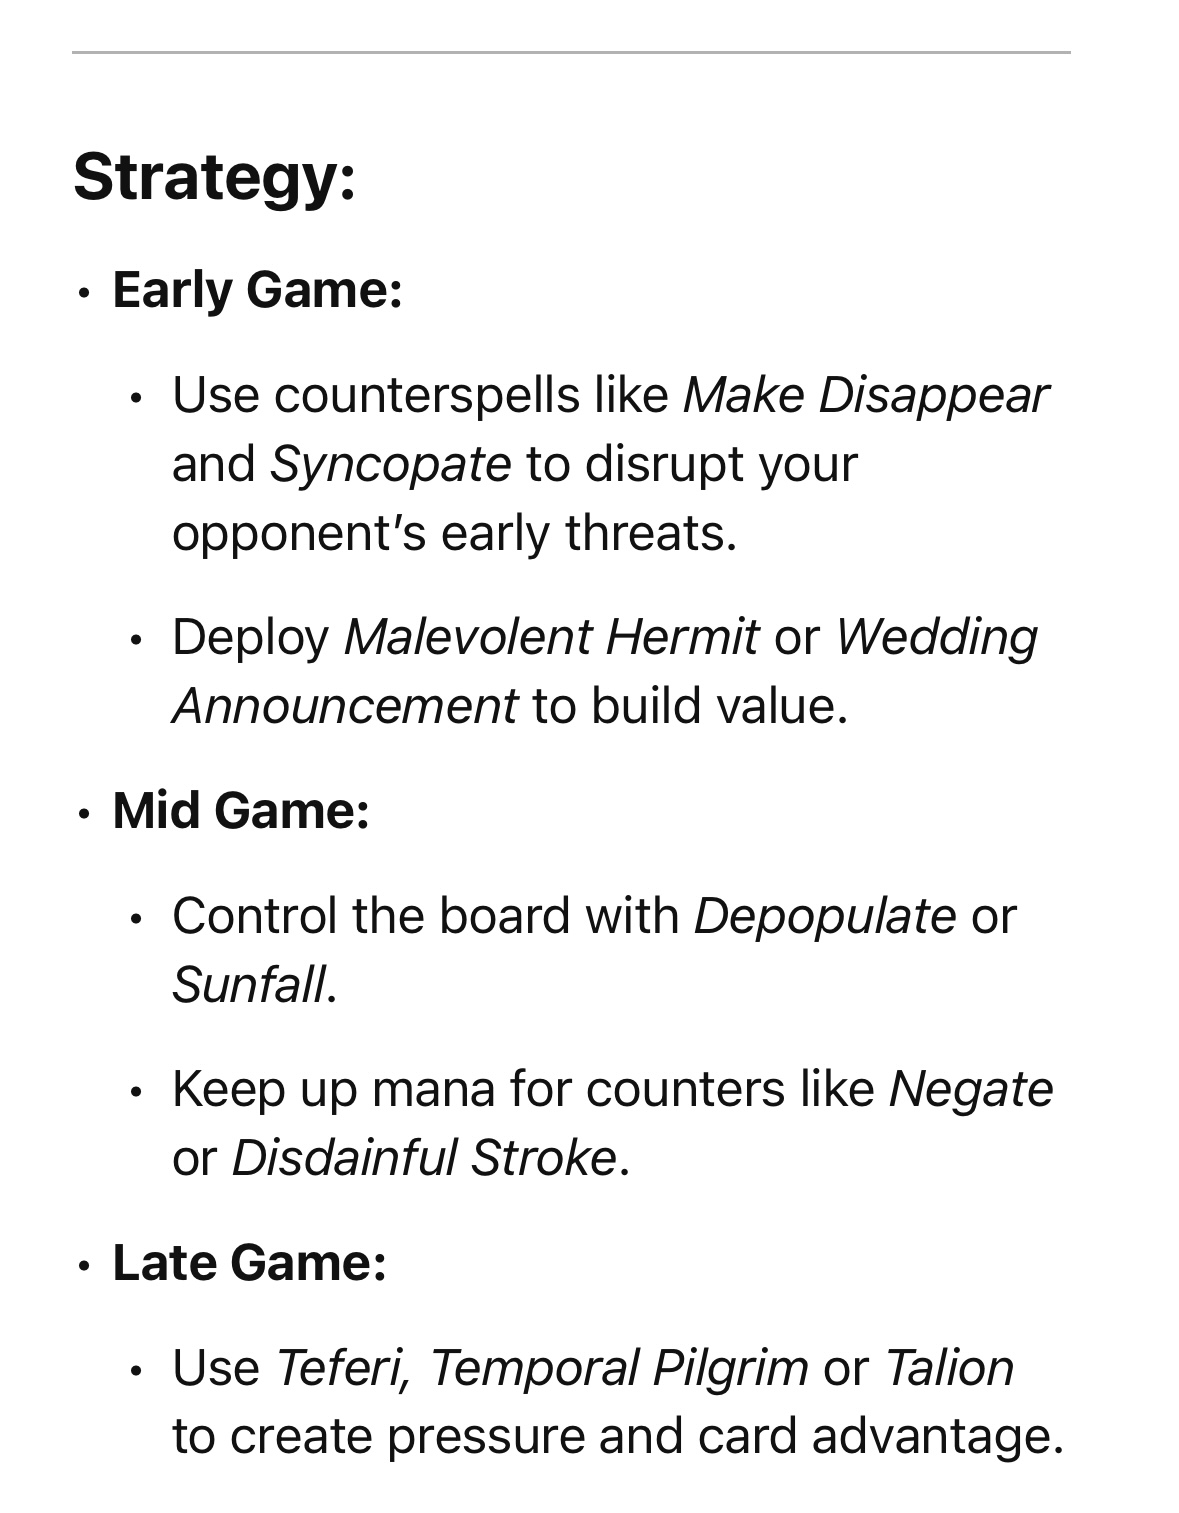 Strategy:
• Early Game:
• Use counterspells like Make Disappear
and Syncopate to disrupt your
opponent’s early threats.
• Deploy Malevolent Hermit or Wedding
Announcement to build value.
• Mid Game:
• Control the board with Depopulate or
Sunfall.
• Keep up mana for counters like Negate
or Disdainful Stroke.
• Late Game:
• Use Teferi, Temporal Pilgrim or Talion
to create pressure and card advantage.